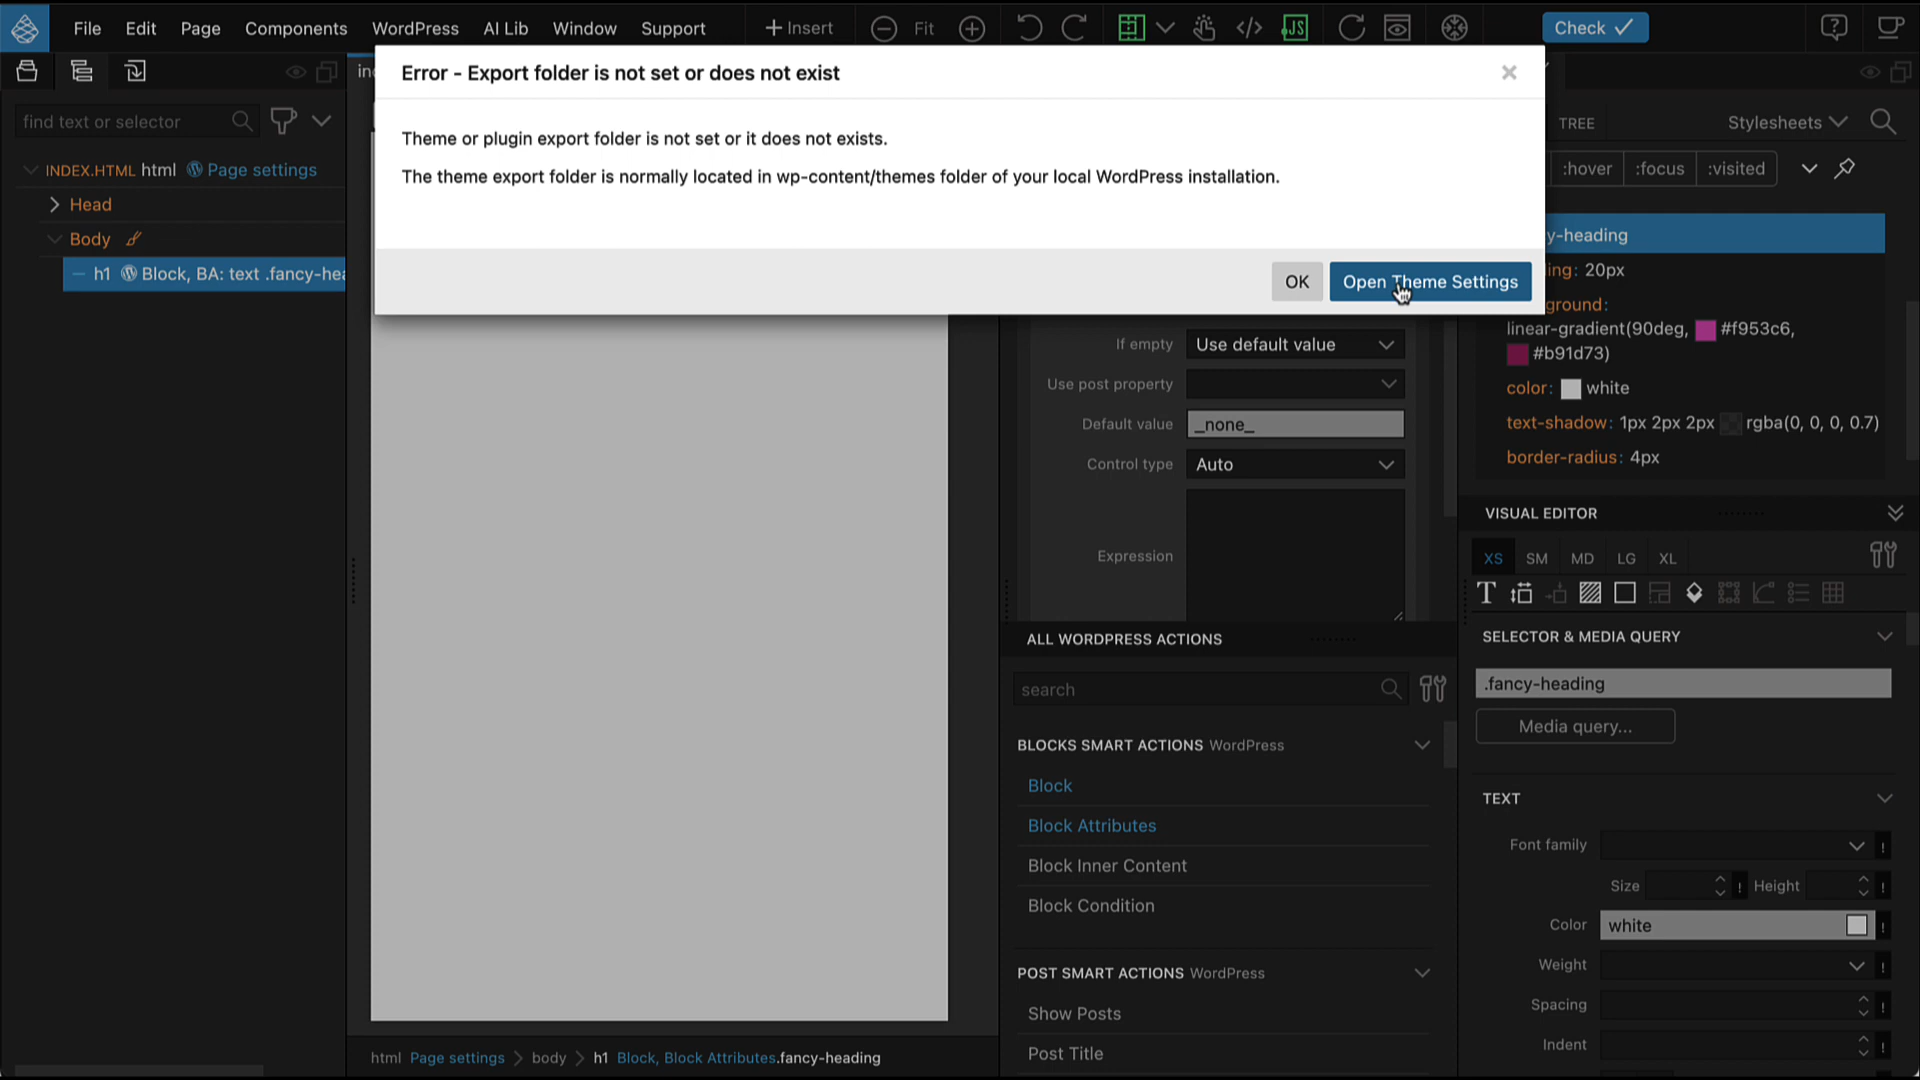 File Edit Page Components WordPress AI Lib Window Support + Insert Fit JS Check
Error - Export folder is not set or does not exist
Theme or plugin export folder is not set or it does not exists.
The theme export folder is normally located in wp-content/themes folder of your local WordPress installation.
OK Open Theme Settings
find text or selector
INDEX.HTML html Page settings
Head
Body
h1 Block, BA: text .fancy-hea
TREE Stylesheets
:hover :focus :visited
y-heading
ing: 20px
ground:
linear-gradient(90deg, #f953c6,
#b91d73)
color: white
text-shadow: 1px 2px 2px rgba(0, 0, 0, 0.7)
border-radius: 4px
If empty Use default value
Use post property
Default value _none_
Control type Auto
Expression
ALL WORDPRESS ACTIONS
search
BLOCKS SMART ACTIONS WordPress
Block
Block Attributes
Block Inner Content
Block Condition
POST SMART ACTIONS WordPress
Show Posts
Post Title
VISUAL EDITOR
XS SM MD LG XL
SELECTOR & MEDIA QUERY
.fancy-heading
Media query...
TEXT
Font family !
Size ! Height !
Color white !
Weight !
Spacing !
Indent !
html Page settings > body > h1 Block, Block Attributes.fancy-heading